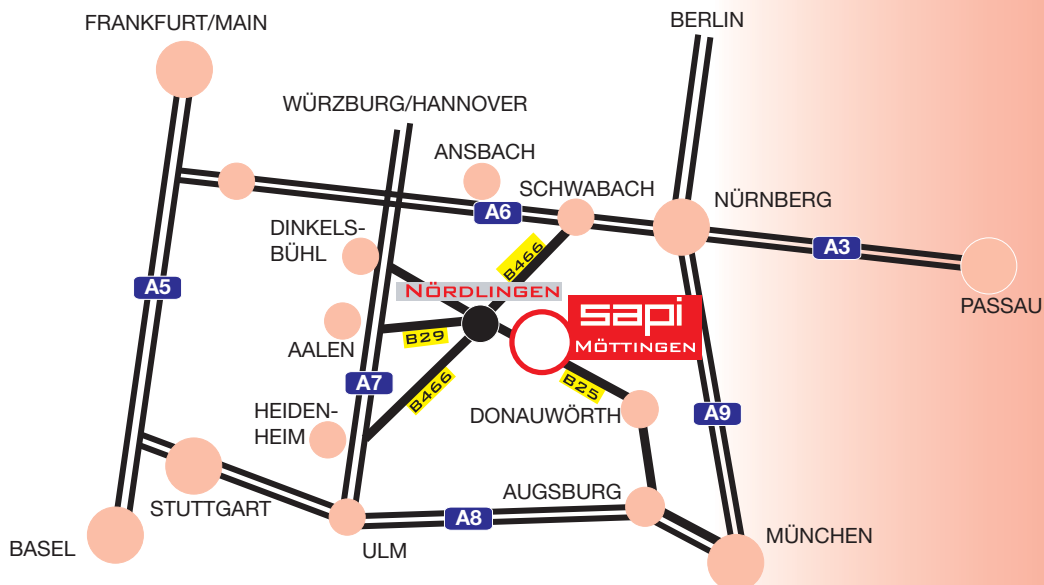 BERLIN
FRANKFURT/MAIN
WÜRZBURG/HANNOVER
ANSBACH
SCHWABACH
NÜRNBERG
A6
DINKELS-
BÜHL
A3
B466
A5
NÖRDLINGEN
PASSAU
sapi
MÖTTINGEN
B29
AALEN
A7
B466
B25
HEIDEN-
HEIM
DONAUWÖRTH
A9
AUGSBURG
STUTTGART
A8
MÜNCHEN
BASEL
ULM